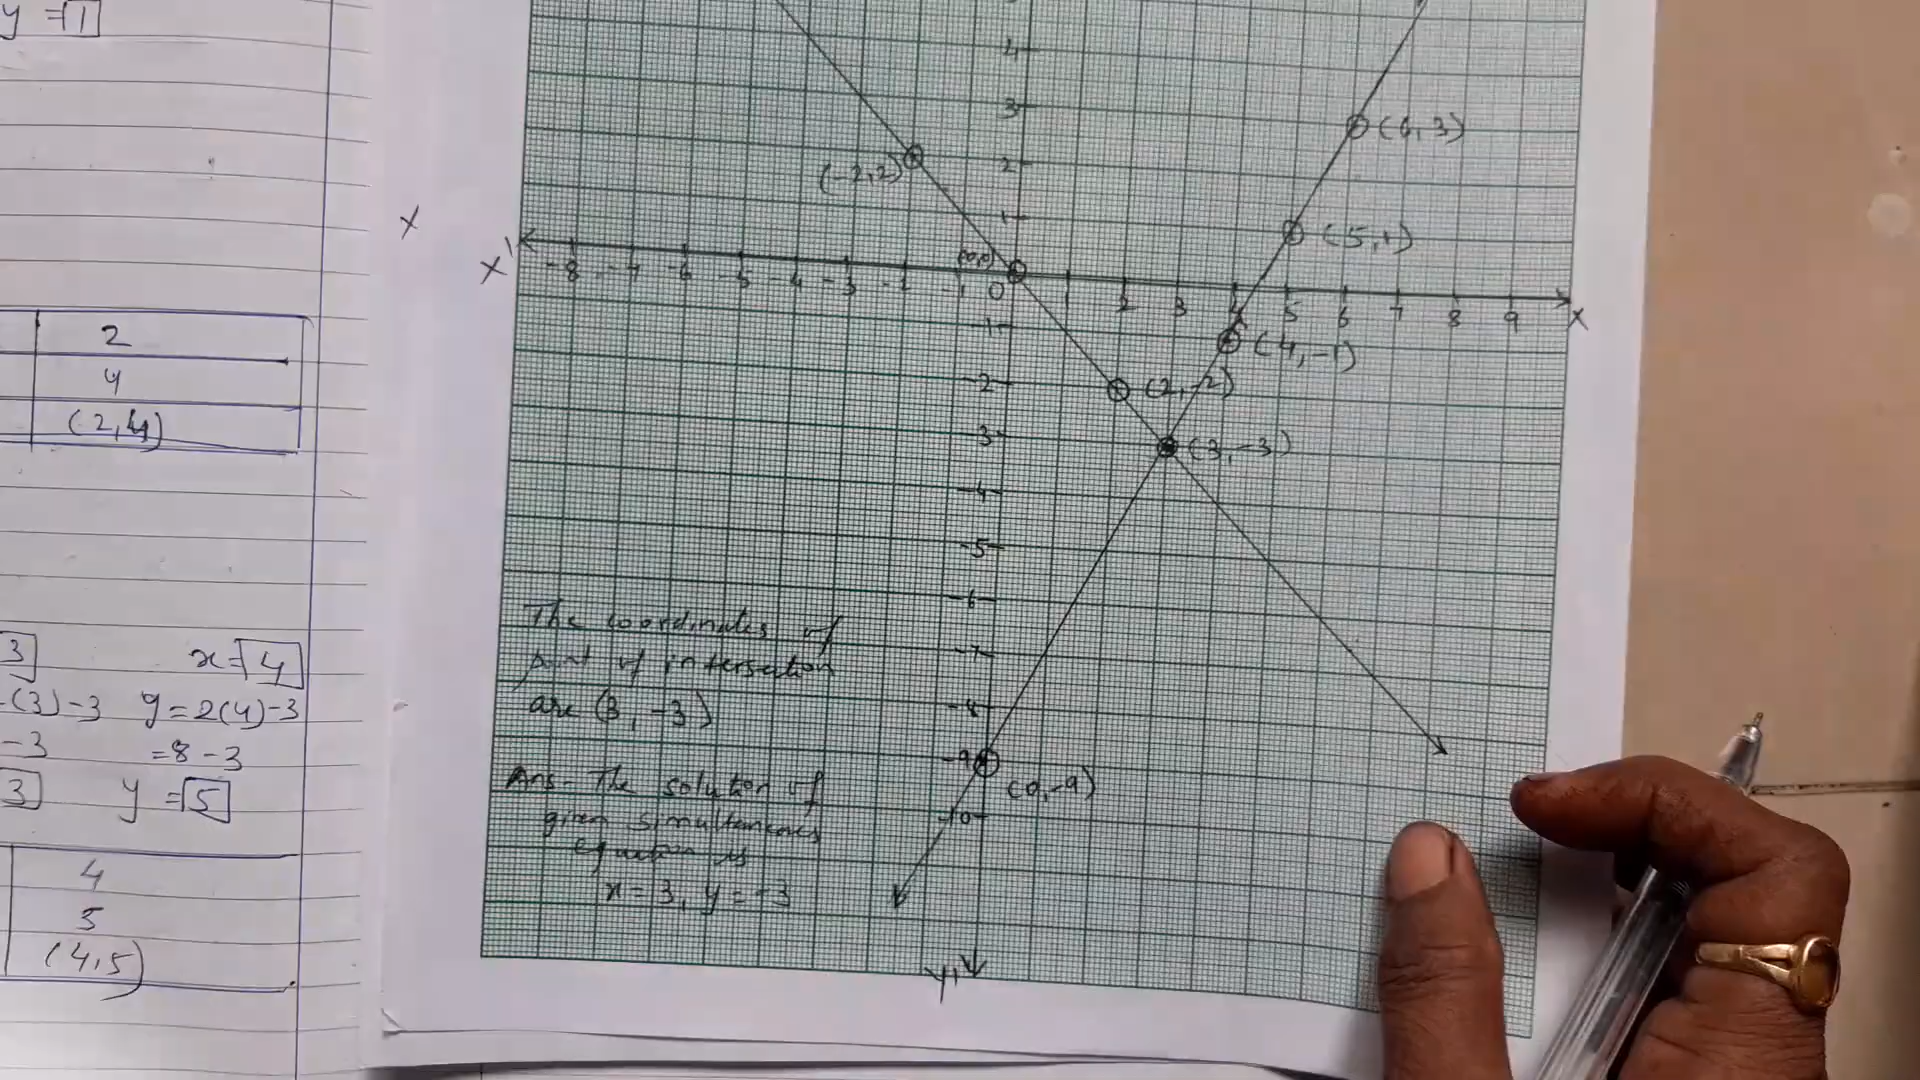 y = 1
2
4
(2,4)
3 x = 4
-(3)-3 y = 2(4)-3
-3 = 8-3
3 y = 5
4
5
(4,5)
X
4
3
(6,3)
2
(-2,2)
1
(5,1)
X'
(0,0)
-8 -7 -6 -5 -4 -3 -2 -1 0 1 2 3 4 5 6 7 8 9 X
-1
(4,-1)
-2
(2,-2)
-3
(3,-3)
-4
-5
-6
-7
-8
-9
(0,-9)
-10
The coordinates of
point of intersection
are (3, -3)
Ans - The solution of
given simultaneous
equation is
x = 3, y = -3
Y'